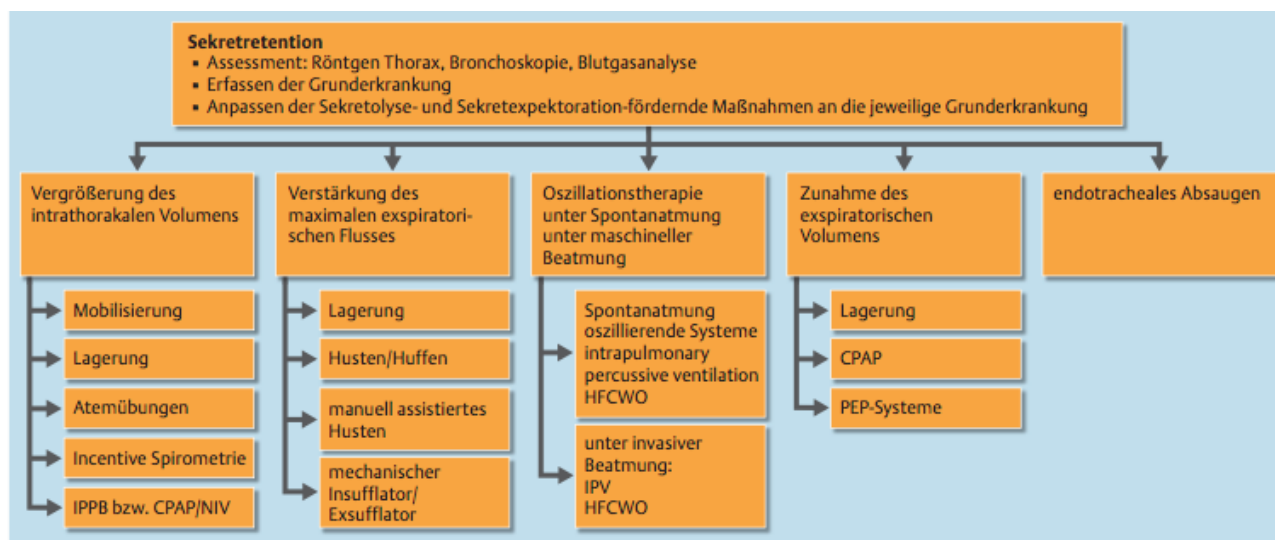 Sekretretention
▪ Assessment: Röntgen Thorax, Bronchoskopie, Blutgasanalyse
▪ Erfassen der Grunderkrankung
▪ Anpassen der Sekretolyse- und Sekretexpektoration-fördernde Maßnahmen an die jeweilige Grunderkrankung
Vergrößerung des
intrathorakalen Volumens
Mobilisierung
Lagerung
Atemübungen
Incentive Spirometrie
IPPB bzw. CPAP/NIV
Verstärkung des
maximalen exspiratori-
schen Flusses
Lagerung
Husten/Huffen
manuell assistiertes
Husten
mechanischer
Insufflator/
Exsufflator
Oszillationstherapie
unter Spontanatmung
unter maschineller
Beatmung
Spontanatmung
oszillierende Systeme
intrapulmonary
percussive ventilation
HFCWO
unter invasiver
Beatmung:
IPV
HFCWO
Zunahme des
exspiratorischen
Volumens
Lagerung
CPAP
PEP-Systeme
endotracheales Absaugen